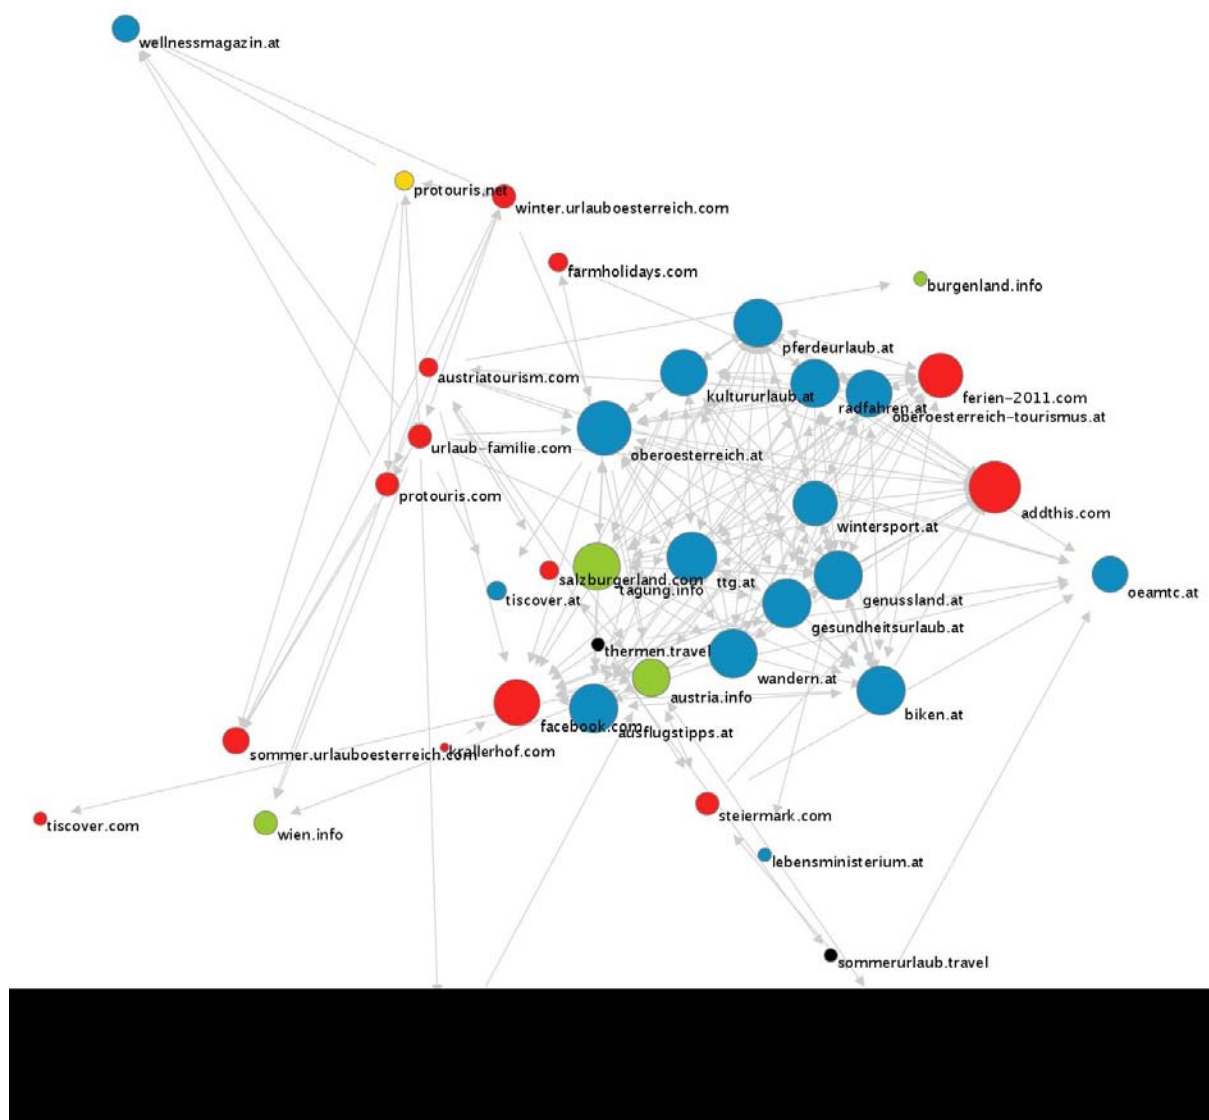 wellnessmagazin.at
protouris.net
winter.urlauboesterreich.com
farmholidays.com
burgenland.info
pferdeurlaub.at
austriatourism.com
kultururlaub.at
radfahren.at
ferien-2011.com
oberoesterreich-tourismus.at
urlaub-familie.com
oberoesterreich.at
protouris.com
addthis.com
wintersport.at
salzburgerland.com
tagung.info
ttg.at
tiscover.at
genussland.at
oeamtc.at
gesundheitsurlaub.at
thermen.travel
wandern.at
austria.info
biken.at
facebook.com
ausflugstipps.at
sommer.urlauboesterreich.com
krallerhof.com
steiermark.com
tiscover.com
wien.info
lebensministerium.at
sommerurlaub.travel